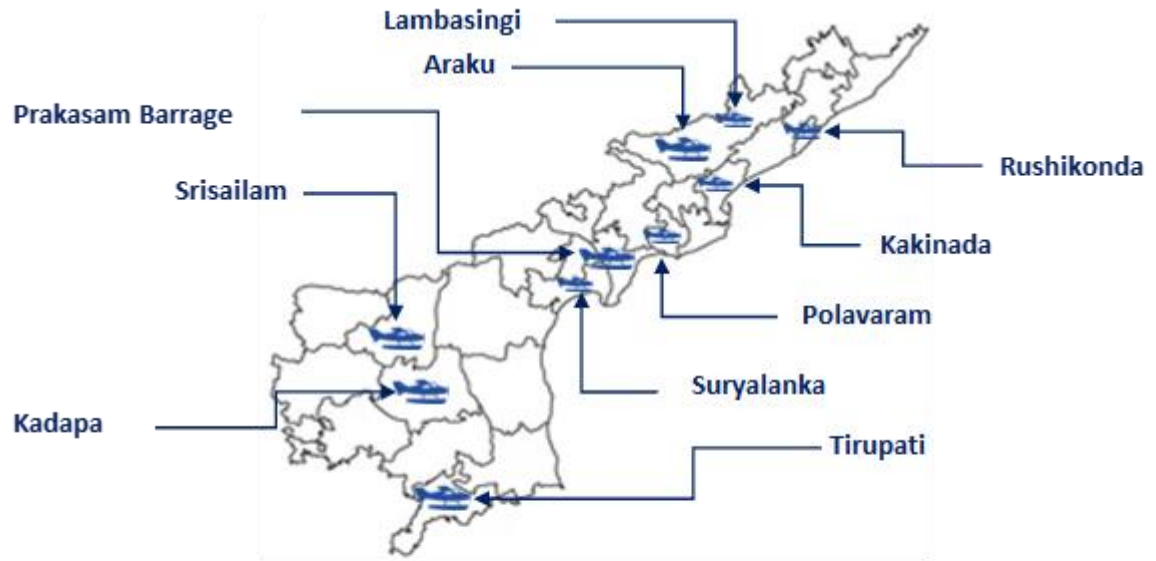 Lambasingi
Araku
Prakasam Barrage
Rushikonda
Srisailam
Kakinada
Polavaram
Suryalanka
Kadapa
Tirupati